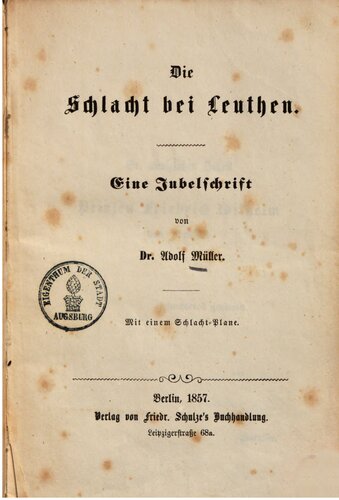 Die
Schlacht bei Leuthen.
Eine Jubelschrift
von
Dr. Adolf Müller.
EIGENTHUM DER STADT
AUGSBURG
Mit einem Schlacht-Plane.
Berlin, 1857.
Verlag von Friedr. Schulze's Buchhandlung.
Leipzigerstraße 68a.